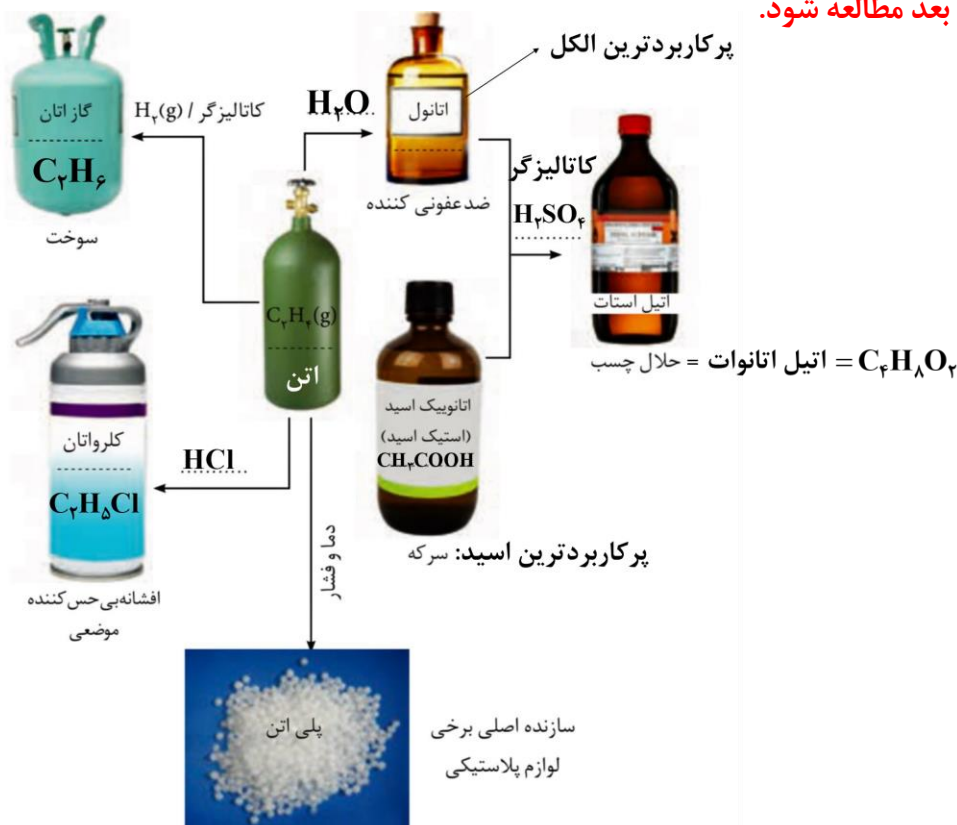 بعد مطالعه شود.
پرکاربردترین الکل
گاز اتان
C۲H۶
سوخت
H۲(g) / کاتالیزگر
H۲O
اتانول
ضدعفونی کننده
کاتالیزگر
H۲SO۴
اتیل استات
C۴H۸O۲ = اتیل اتانوات = حلال چسب
C۲H۴(g)
اتن
اتانوییک اسید
(استیک اسید)
CH۳COOH
پرکاربردترین اسید: سرکه
کلرواتان
C۲H۵Cl
HCl
افشانه‌بی‌حس‌کننده
موضعی
دما و فشار
پلی اتن
سازنده اصلی برخی
لوازم پلاستیکی